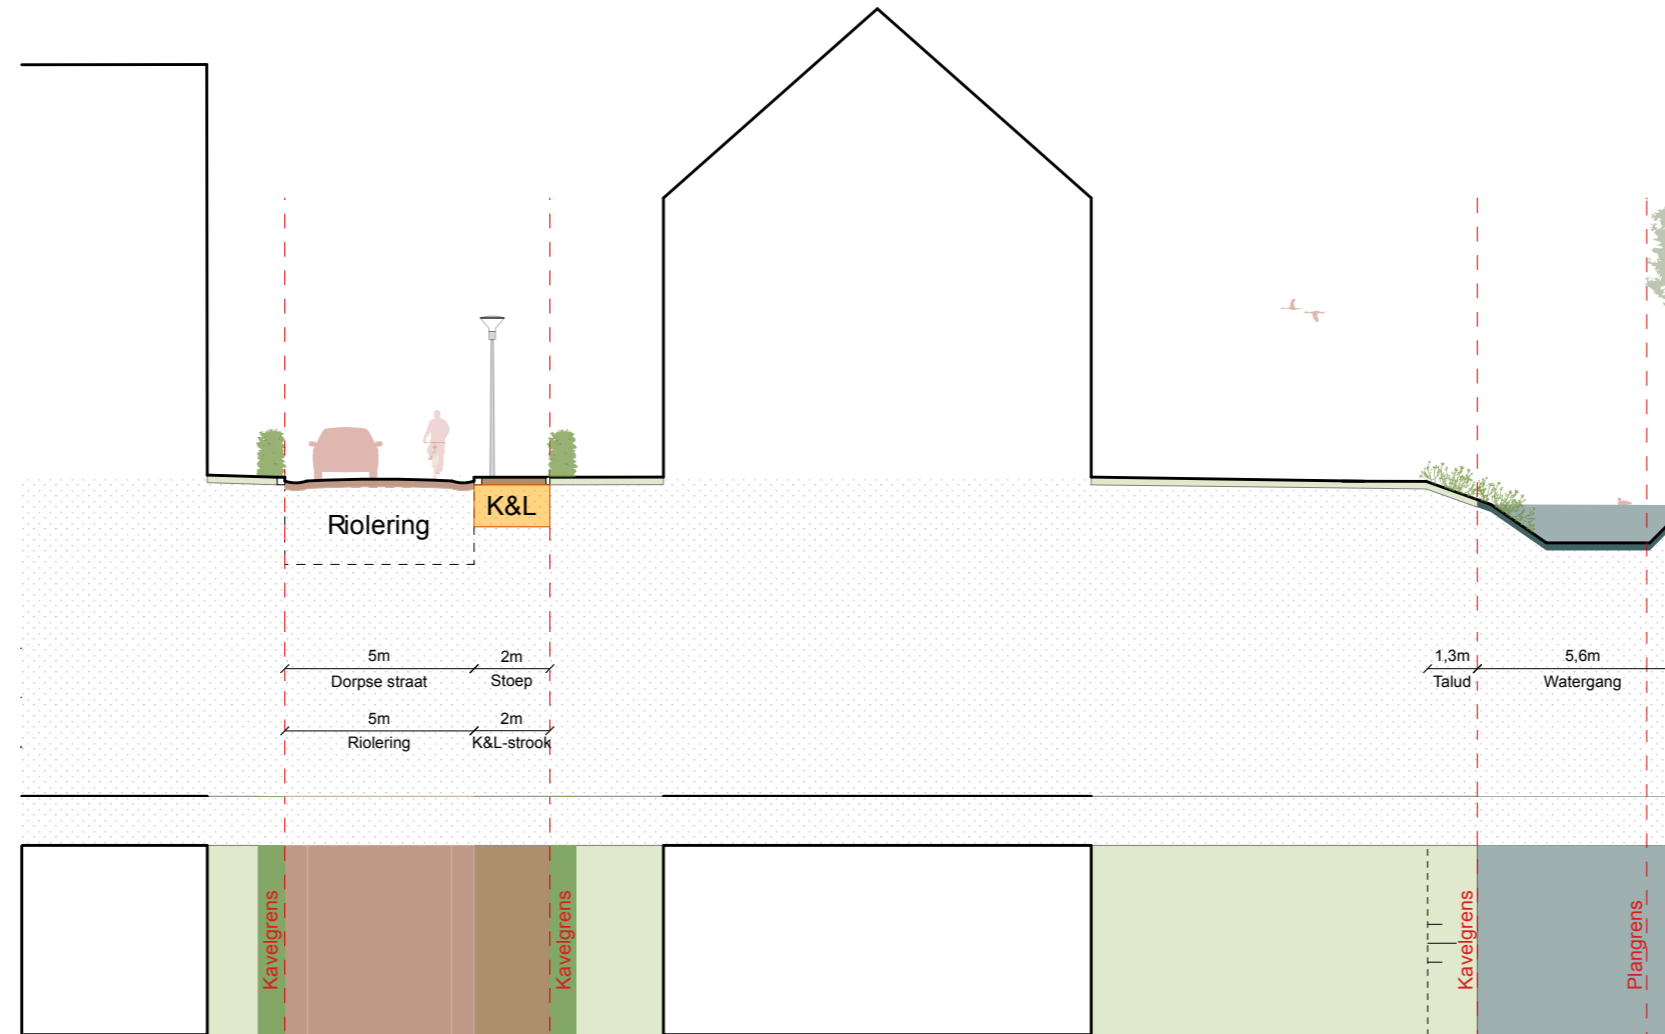 Riolering
K&L
5m
2m
Dorpse straat
Stoep
5m
2m
Riolering
K&L-strook
1,3m
5,6m
Talud
Watergang
Kavelgrens
Kavelgrens
Kavelgrens
Plangrens